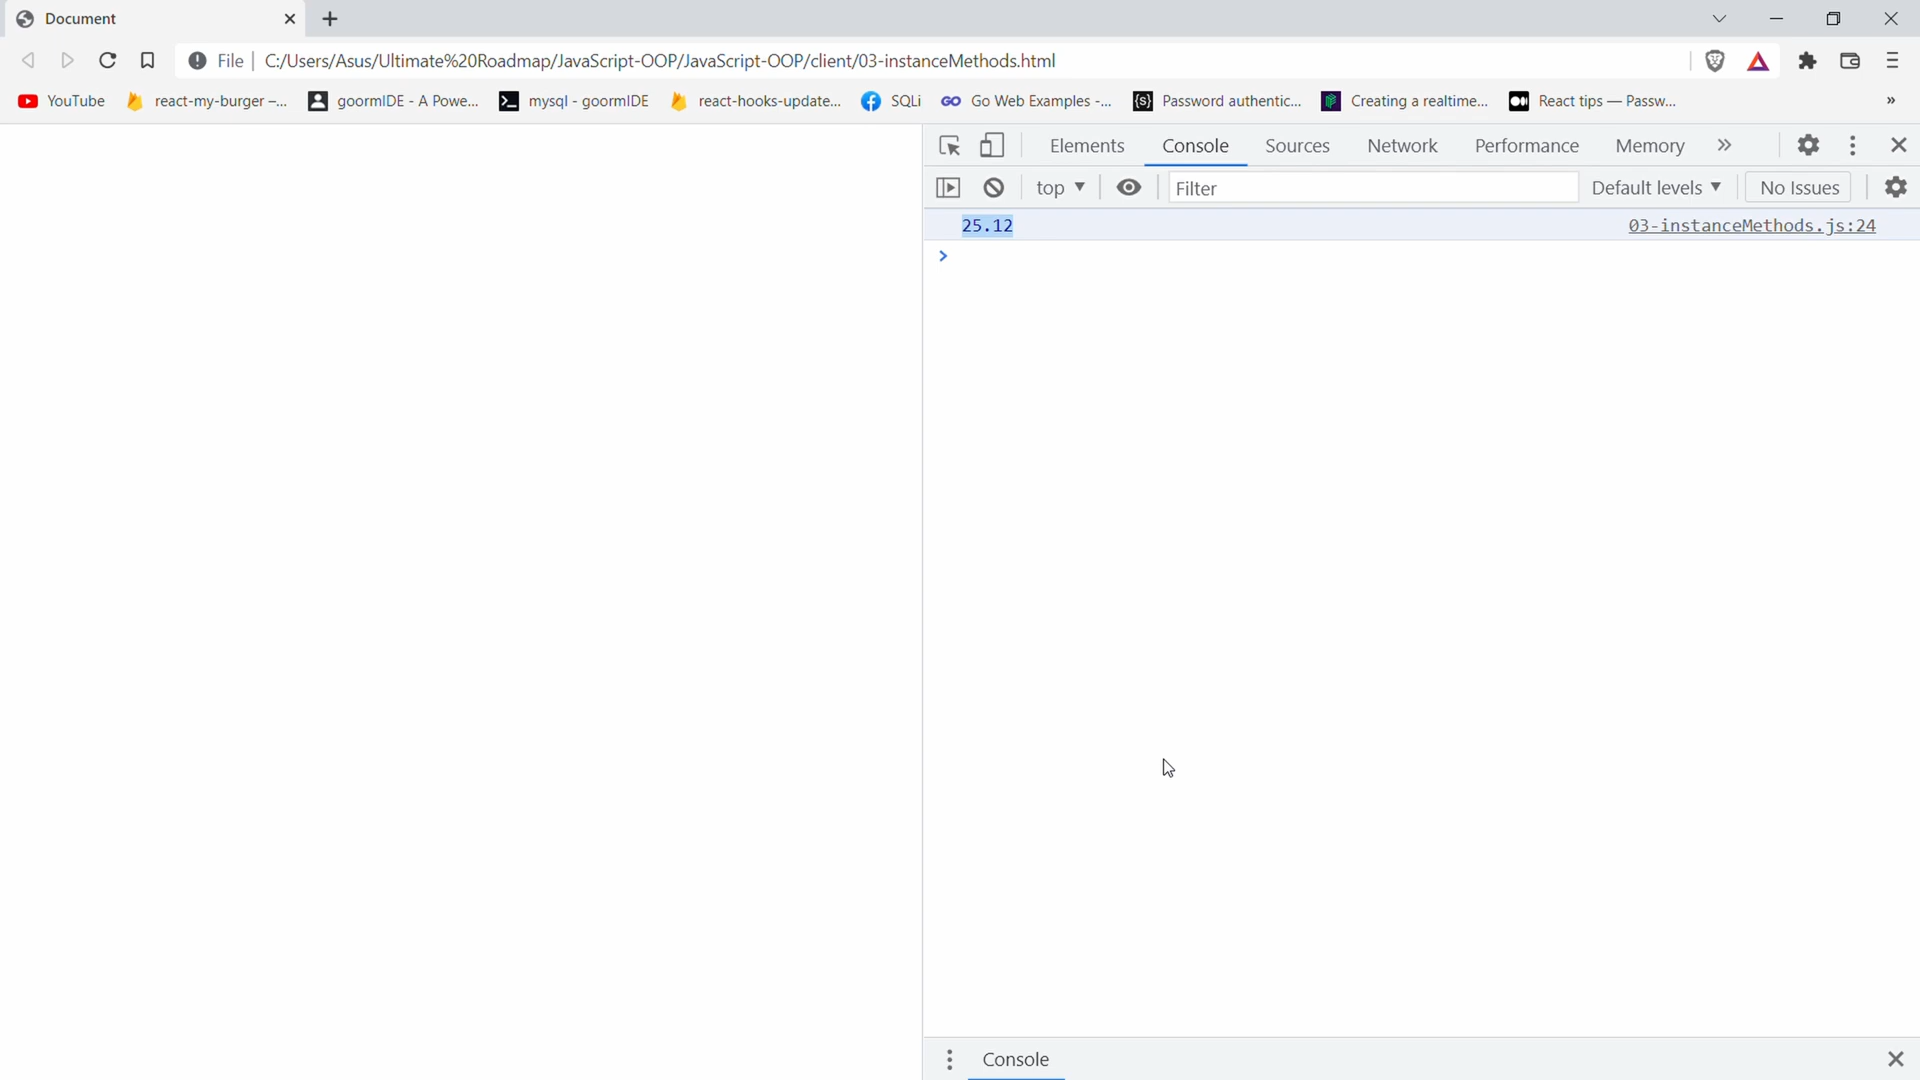 Document
File C:/Users/Asus/Ultimate%20Roadmap/JavaScript-OOP/JavaScript-OOP/client/03-instanceMethods.html
YouTube react-my-burger –... goormIDE - A Powe... mysql - goormIDE react-hooks-update... SQLi GO Go Web Examples -... {s} Password authentic... Creating a realtime... React tips — Passw... »
Elements Console Sources Network Performance Memory »
top Filter Default levels No Issues
25.12 03-instanceMethods.js:24
Console